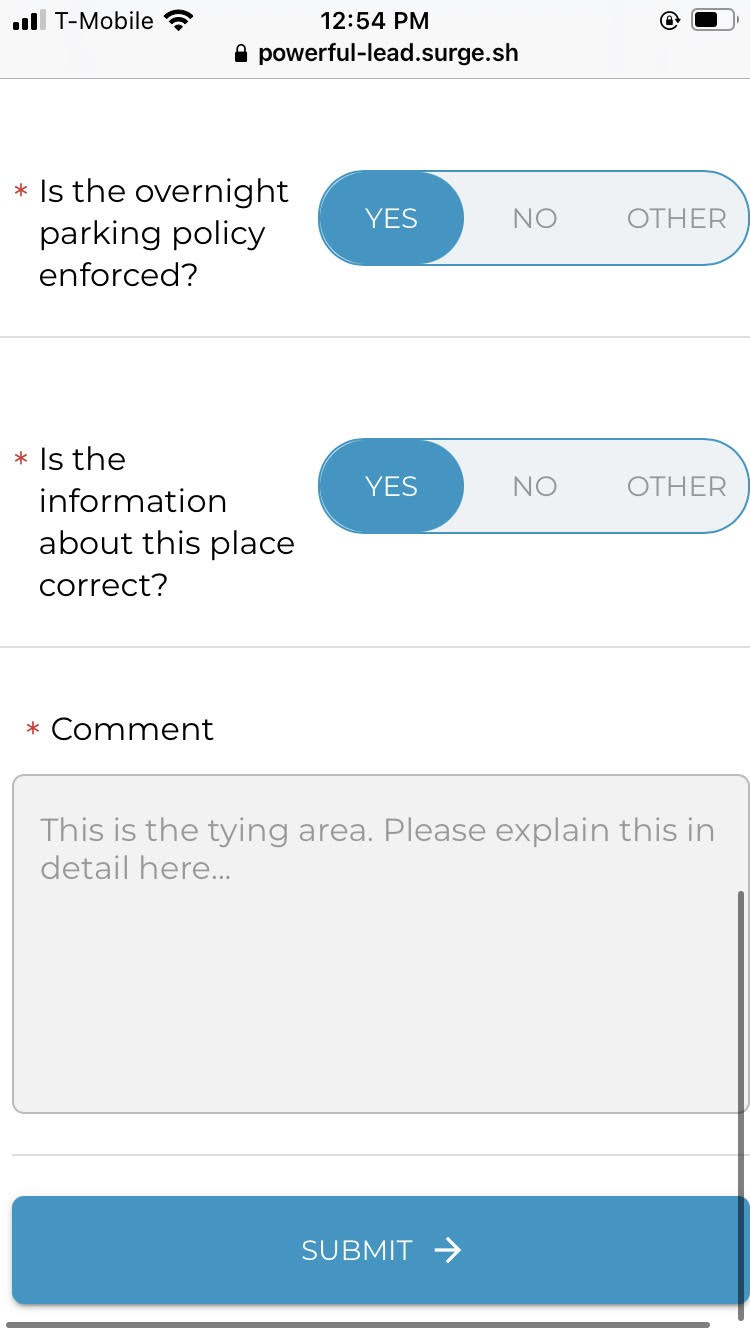 T-Mobile 12:54 PM
powerful-lead.surge.sh
* Is the overnight
parking policy
enforced?
YES NO OTHER
* Is the
information
about this place
correct?
YES NO OTHER
* Comment
This is the tying area. Please explain this in
detail here...
SUBMIT →